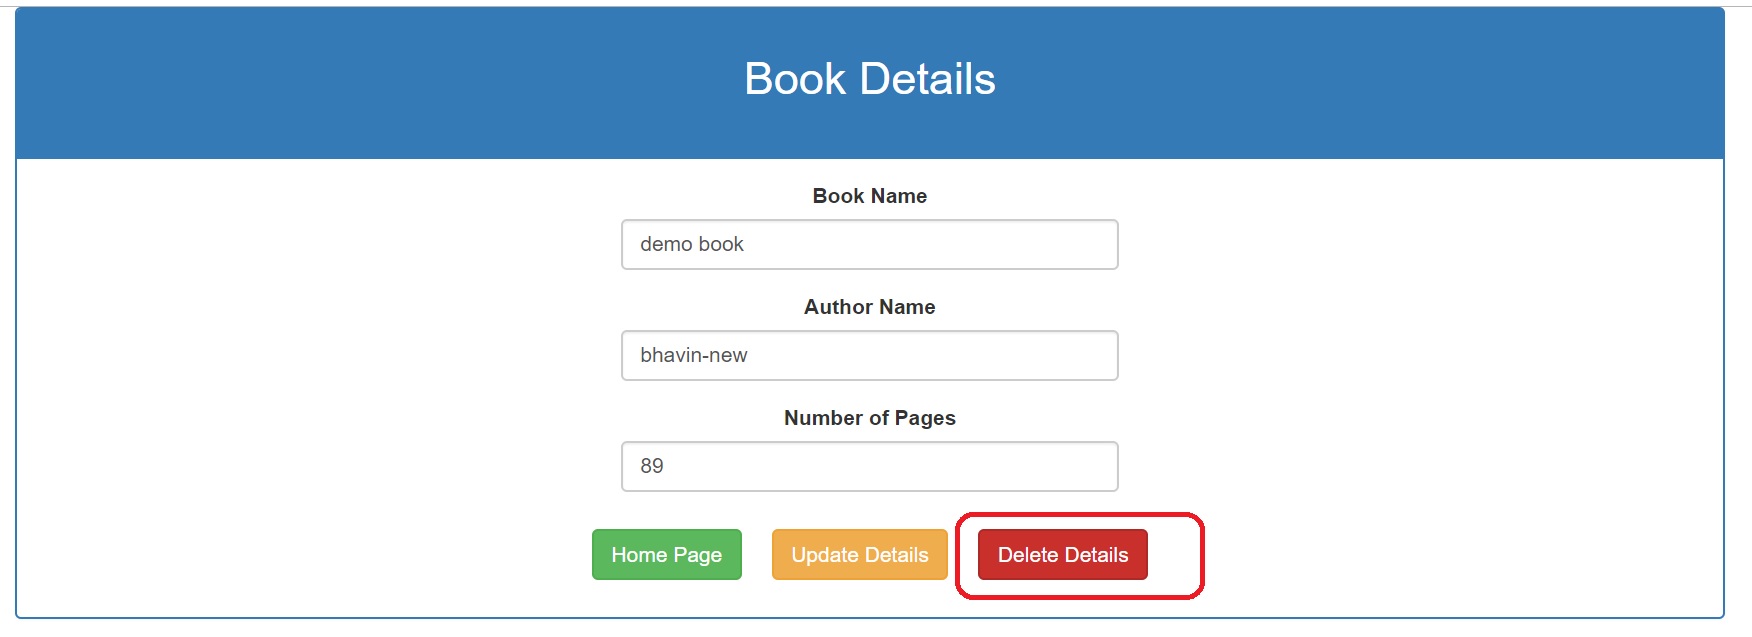 Book Details
Book Name
demo book
Author Name
bhavin-new
Number of Pages
89
Home Page Update Details Delete Details